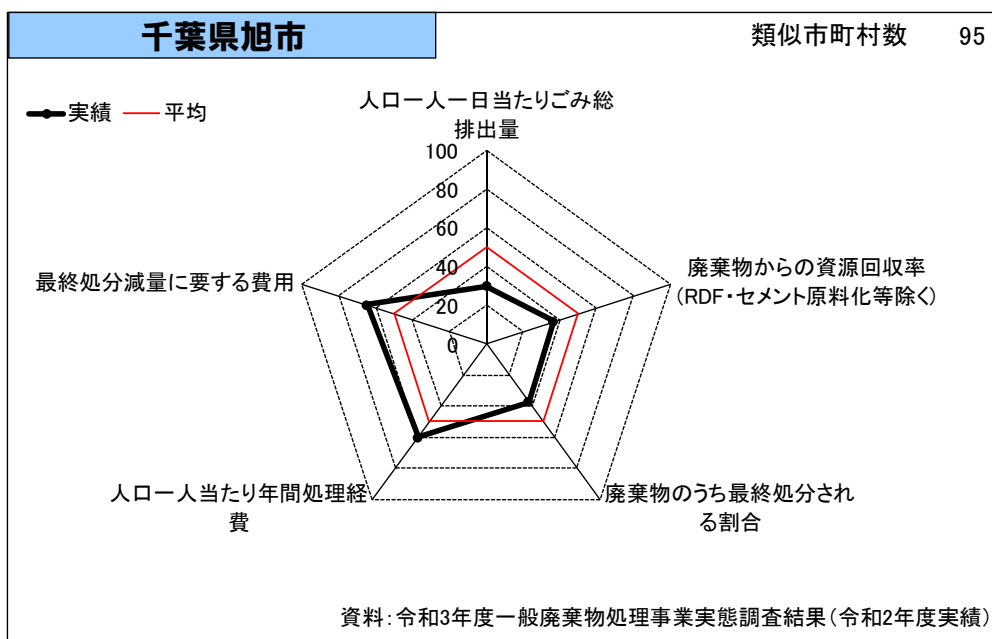 千葉県旭市
類似市町村数 95
実績 平均
人口一人一日当たりごみ総
排出量
100
80
60
40
20
0
廃棄物からの資源回収率
(RDF・セメント原料化等除く)
最終処分減量に要する費用
人口一人当たり年間処理経
費
廃棄物のうち最終処分され
る割合
資料:令和3年度一般廃棄物処理事業実態調査結果(令和2年度実績)